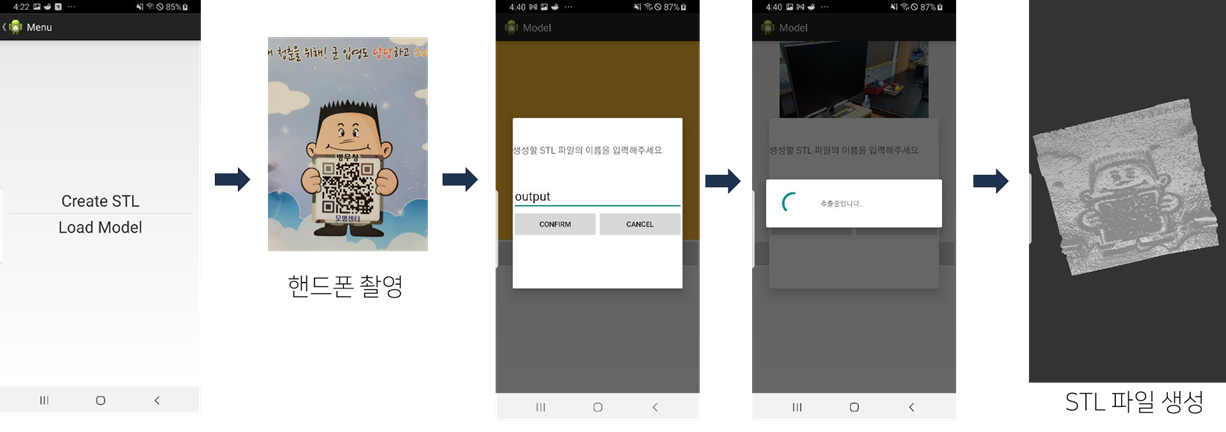 4:22
85%
Menu
Create STL
Load Model
청춘을 위해! 군 입영도 당당하고
병무청
모병센터
핸드폰 촬영
4:40
87%
Model
생성할 STL 파일의 이름을 입력해주세요
output
CONFIRM
CANCEL
4:40
87%
Model
생성할 STL 파일의 이름을 입력해주세요
추출중입니다...
STL 파일 생성